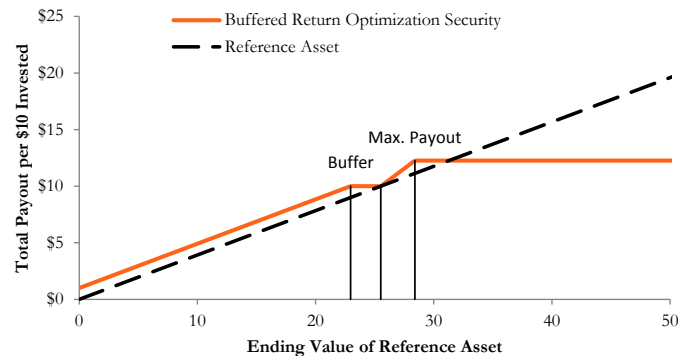 $25
Buffered Return Optimization Security
Reference Asset
$20
$15
Max. Payout
Buffer
$10
$5
$0
0 10 20 30 40 50
Total Payout per $10 Invested
Ending Value of Reference Asset